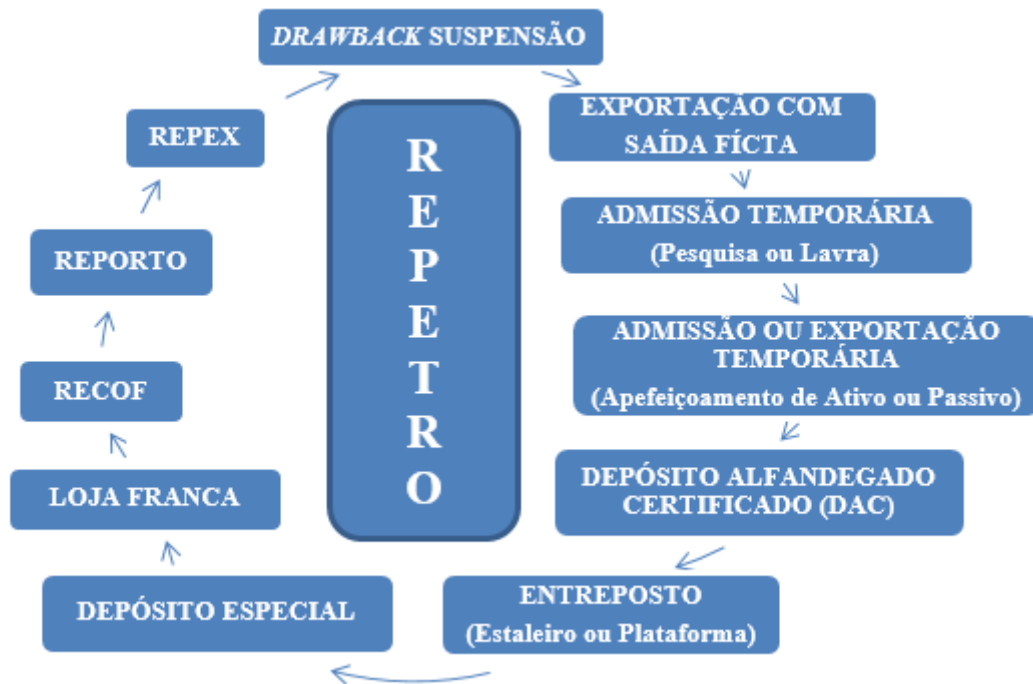 DRAWBACK SUSPENSÃO
EXPORTAÇÃO COM
SAÍDA FÍCTA
ADMISSÃO TEMPORÁRIA
(Pesquisa ou Lavra)
ADMISSÃO OU EXPORTAÇÃO
TEMPORÁRIA
(Apefeiçoamento de Ativo ou Passivo)
DEPÓSITO ALFANDEGADO
CERTIFICADO (DAC)
ENTREPOSTO
(Estaleiro ou Plataforma)
DEPÓSITO ESPECIAL
LOJA FRANCA
RECOF
REPORTO
REPEX
R
E
P
E
T
R
O